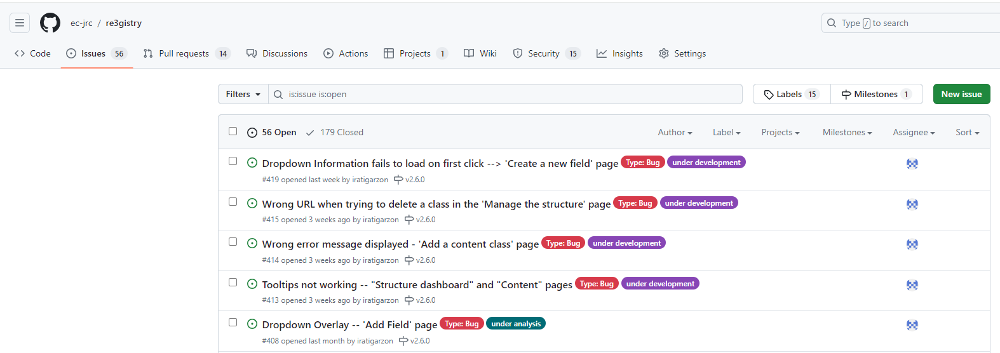 ec-jrc / re3gistry
Type / to search
Code Issues 56 Pull requests 14 Discussions Actions Projects 1 Wiki Security 15 Insights Settings
Filters is:issue is:open Labels 15 Milestones 1 New issue
56 Open 179 Closed Author Label Projects Milestones Assignee Sort
Dropdown Information fails to load on first click --> 'Create a new field' page Type: Bug under development
#419 opened last week by iratigarzon v2.6.0
Wrong URL when trying to delete a class in the 'Manage the structure' page Type: Bug under development
#415 opened 3 weeks ago by iratigarzon v2.6.0
Wrong error message displayed - 'Add a content class' page Type: Bug under development
#414 opened 3 weeks ago by iratigarzon v2.6.0
Tooltips not working -- "Structure dashboard" and "Content" pages Type: Bug under development
#413 opened 3 weeks ago by iratigarzon v2.6.0
Dropdown Overlay -- 'Add Field' page Type: Bug under analysis
#408 opened last month by iratigarzon v2.6.0